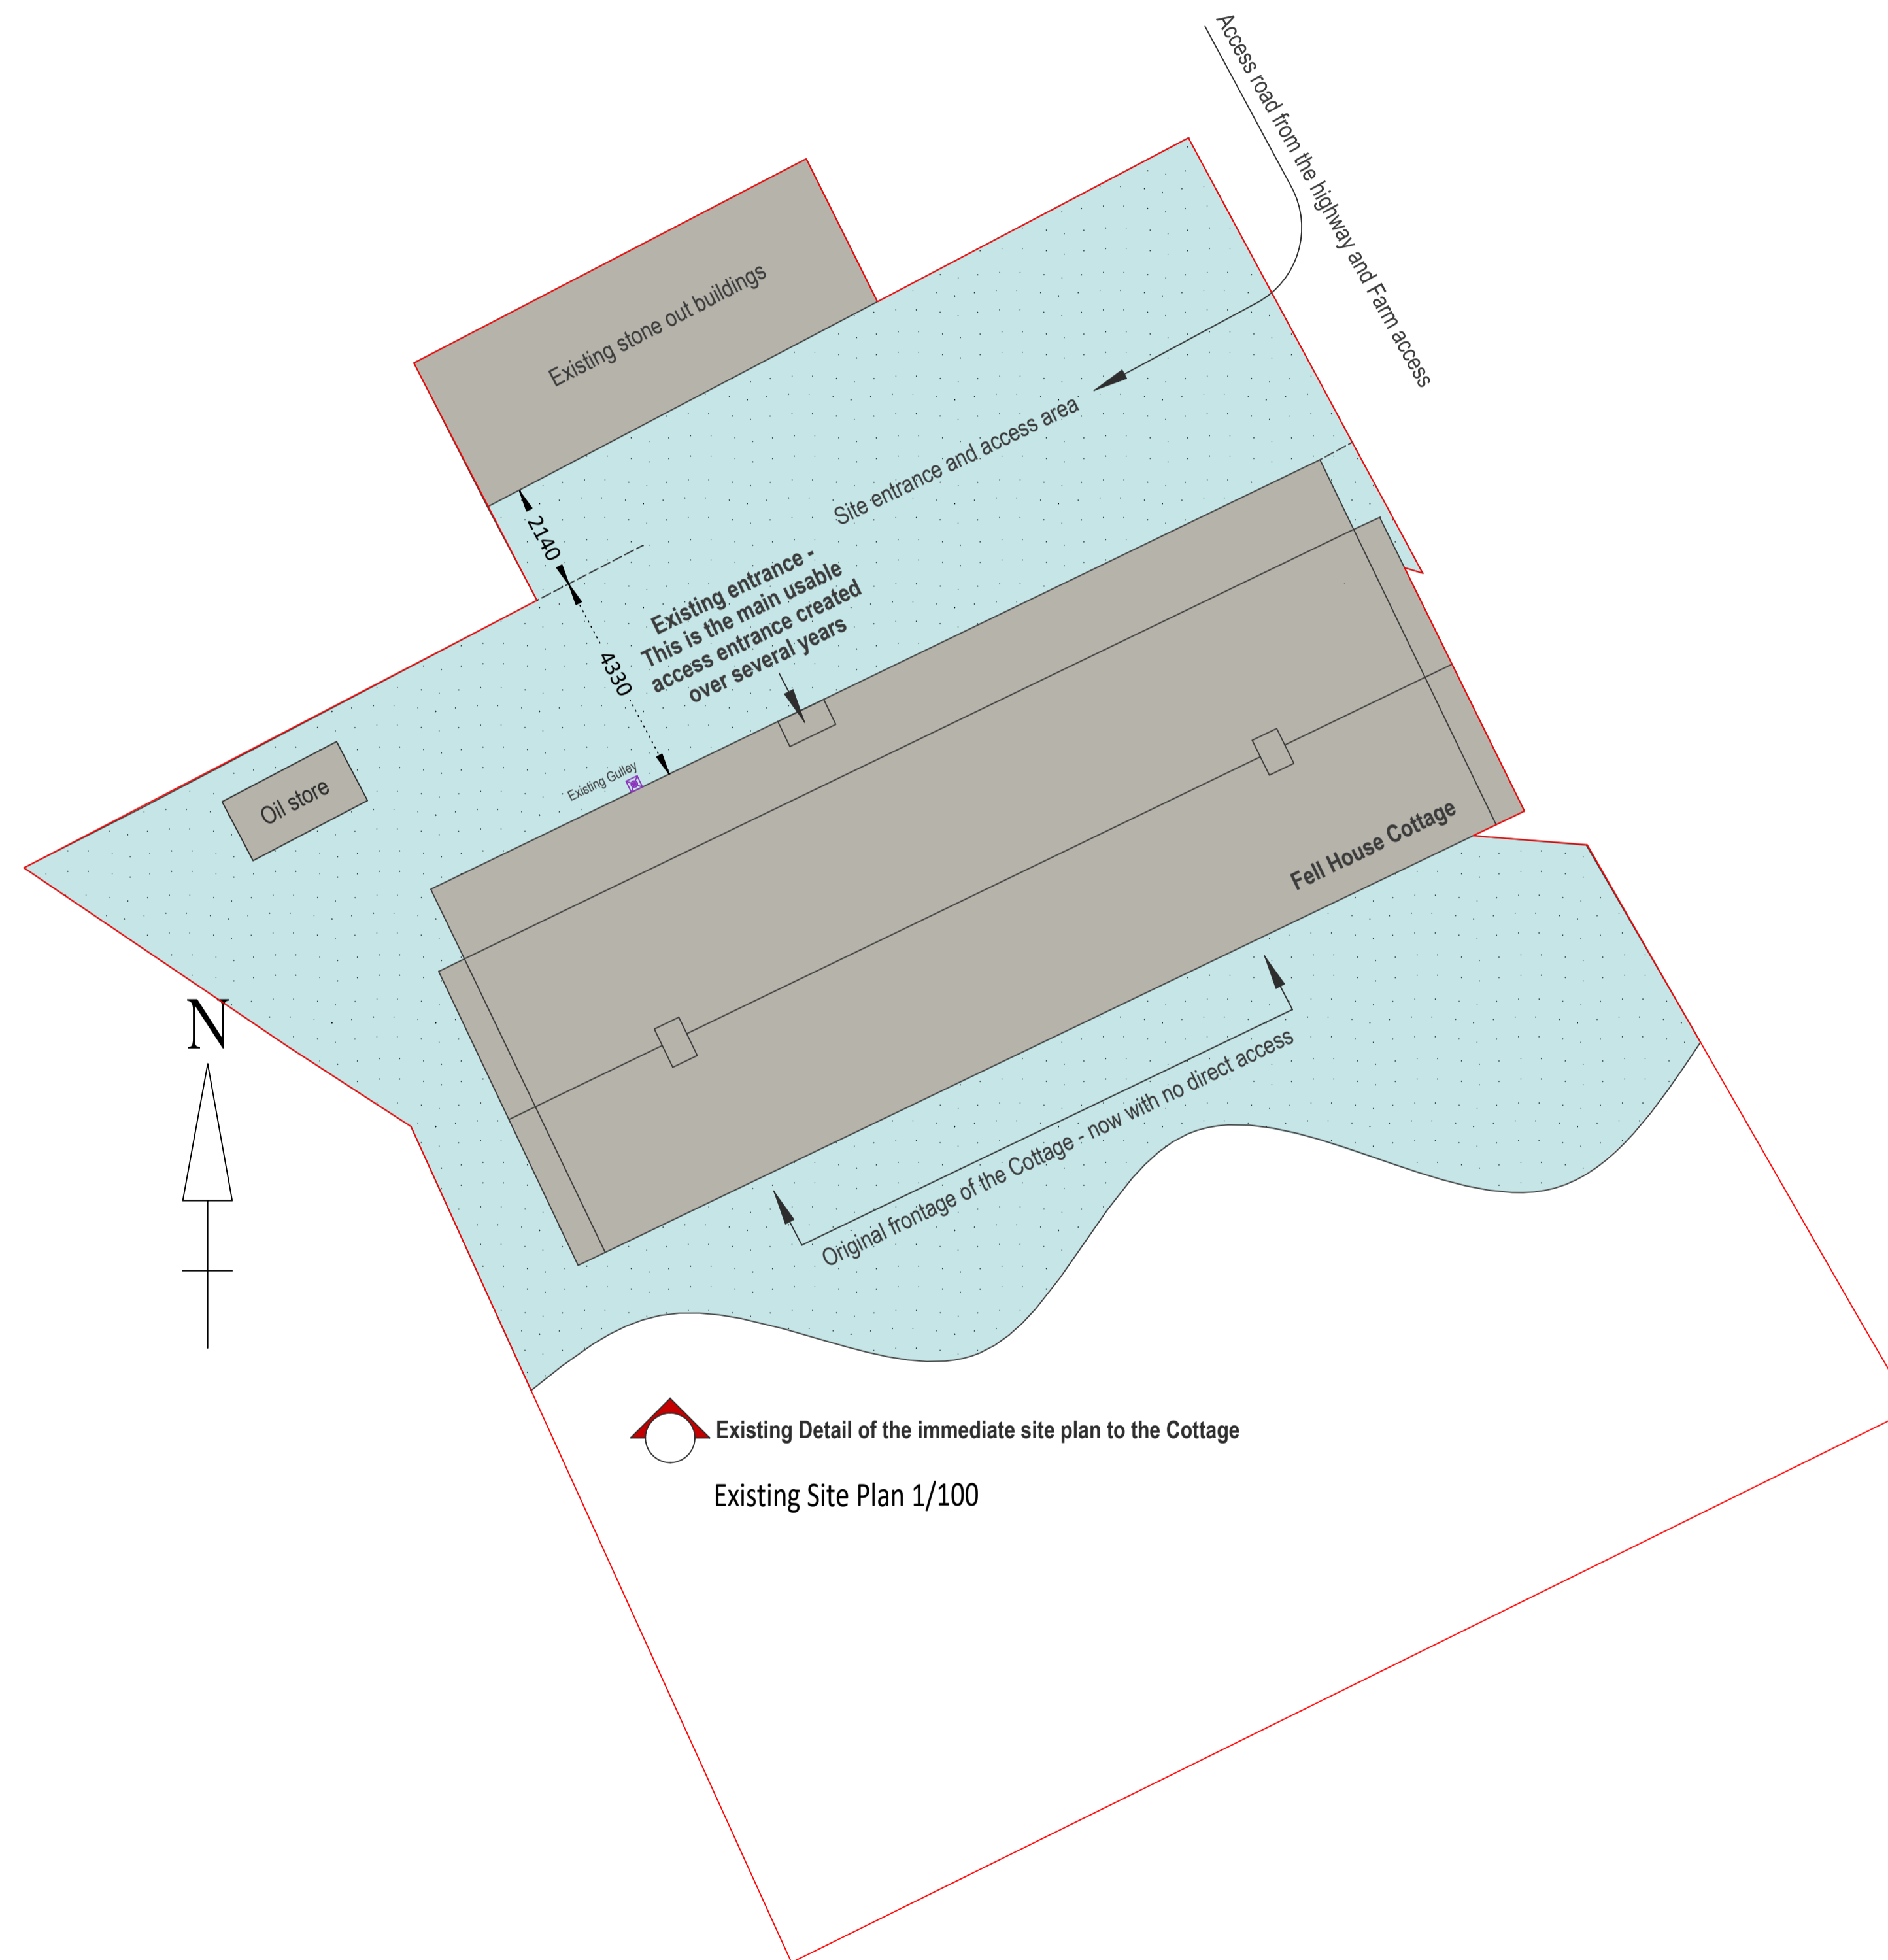 Access road from the highway and Farm access
Existing stone out buildings
Site entrance and access area
2140
Existing entrance -
This is the main usable
access entrance created
over several years
4330
Existing Gulley
Oil store
Fell House Cottage
N
Original frontage of the Cottage - now with no direct access
Existing Detail of the immediate site plan to the Cottage
Existing Site Plan 1/100